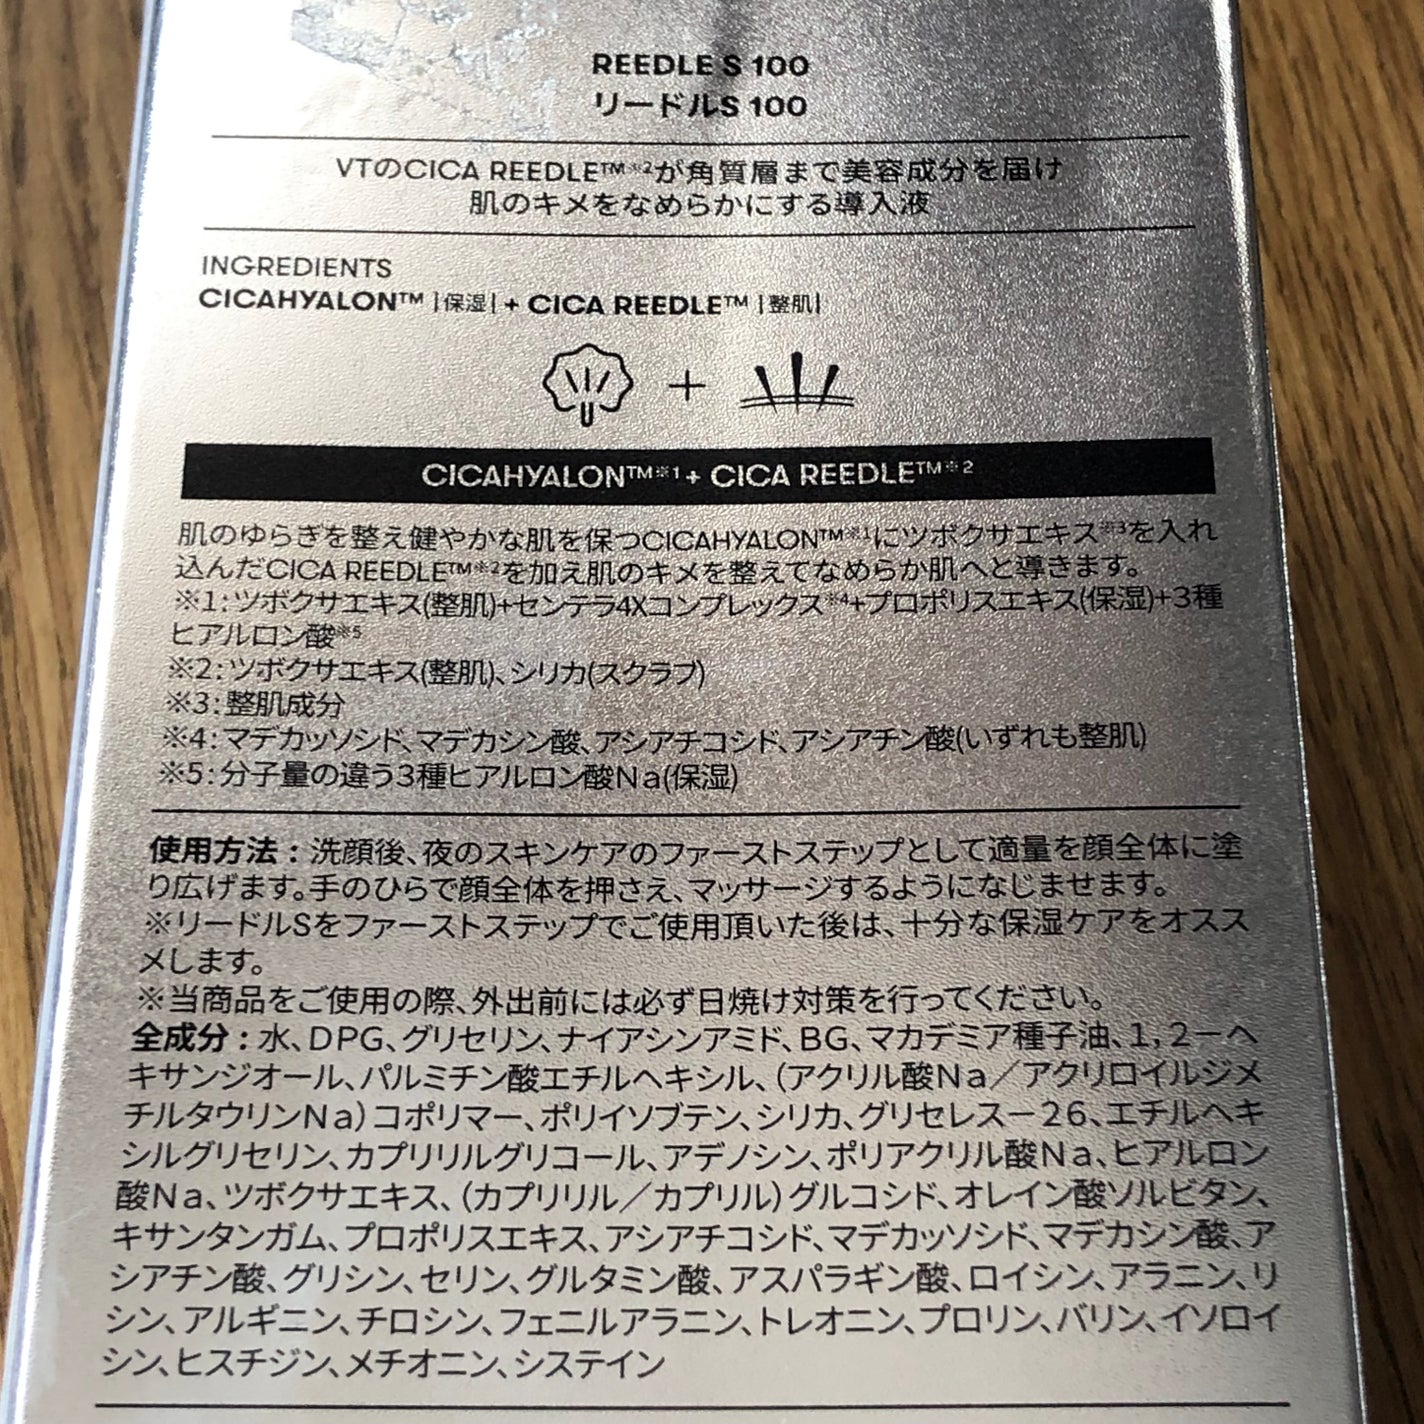 REEDLE S 100
リードルS 100
VTのCICA REEDLE™※2が角質層まで美容成分を届け
肌のキメをなめらかにする導入液
INGREDIENTS
CICAHYALON™ |保湿| + CICA REEDLE™ |整肌|
+
CICAHYALON™※1 + CICA REEDLE™※2
肌のゆらぎを整え健やかな肌を保つCICAHYALON™※1にツボクサエキス※3を入れ
込んだCICA REEDLE™※2を加え肌のキメを整えてなめらか肌へと導きます。
※1:ツボクサエキス(整肌)+センテラ4Xコンプレックス※4+プロポリスエキス(保湿)+3種
ヒアルロン酸※5
※2:ツボクサエキス(整肌)、シリカ(スクラブ)
※3:整肌成分
※4:マデカッソシド、マデカシン酸、アシアチコシド、アシアチン酸(いずれも整肌)
※5:分子量の違う3種ヒアルロン酸Na(保湿)
使用方法:洗顔後、夜のスキンケアのファーストステップとして適量を顔全体に塗
り広げます。手のひらで顔全体を押さえ、マッサージするようになじませます。
※リードルSをファーストステップでご使用頂いた後は、十分な保湿ケアをオスス
メします。
※当商品をご使用の際、外出前には必ず日焼け対策を行ってください。
全成分:水、DPG、グリセリン、ナイアシンアミド、BG、マカデミア種子油、1,2-ヘ
キサンジオール、パルミチン酸エチルヘキシル、(アクリル酸Na/アクリロイルジメ
チルタウリンNa)コポリマー、ポリイソブテン、シリカ、グリセレス-26、エチルヘキ
シルグリセリン、カプリリルグリコール、アデノシン、ポリアクリル酸Na、ヒアルロン
酸Na、ツボクサエキス、(カプリリル/カプリル)グルコシド、オレイン酸ソルビタン、
キサンタンガム、プロポリスエキス、アシアチコシド、マデカッソシド、マデカシン酸、ア
シアチン酸、グリシン、セリン、グルタミン酸、アスパラギン酸、ロイシン、アラニン、リ
シン、アルギニン、チロシン、フェニルアラニン、トレオニン、プロリン、バリン、イソロイ
シン、ヒスチジン、メチオニン、システイン